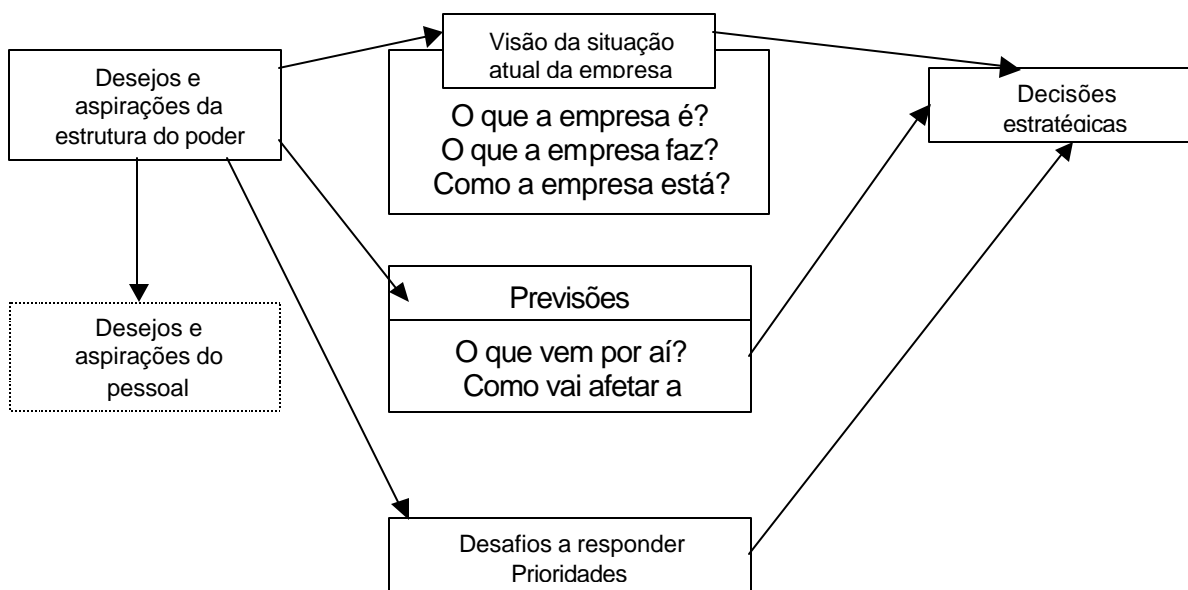 Desejos e
aspirações da
estrutura do poder
Visão da situação
atual da empresa
O que a empresa é?
O que a empresa faz?
Como a empresa está?
Decisões
estratégicas
Desejos e
aspirações do
pessoal
Previsões
O que vem por aí?
Como vai afetar a
Desafios a responder
Prioridades